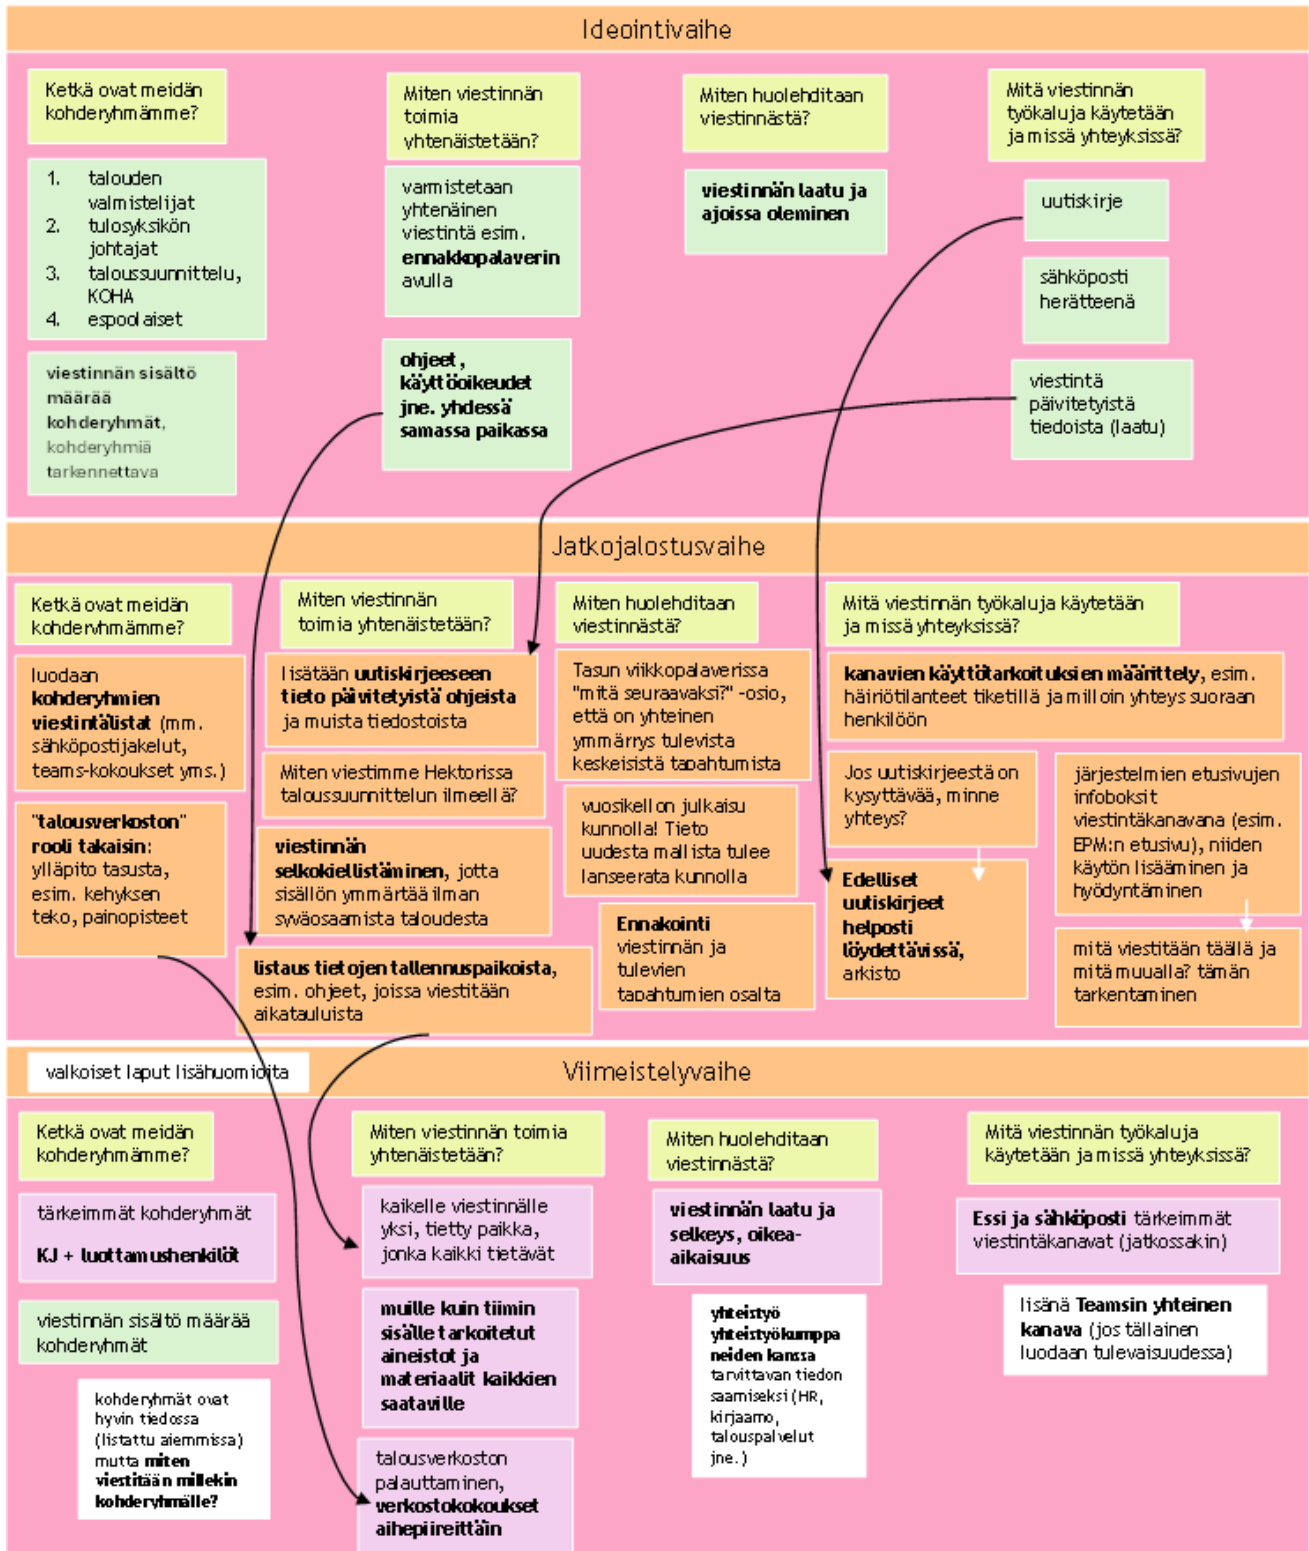 Ideointivaihe
Ketkä ovat meidän
kohderyhmämme?
1. talouden
valmistelijat
2. tulosyksikön
johtajat
3. taloussuunnittelu,
KOHA
4. espoolaiset
viestinnän sisältö
määrää
kohderyhmät,
kohderyhmiä
tarkennettava
Miten viestinnän
toimia
yhtenäistetään?
varmistetaan
yhtenäinen
viestintä esim.
ennakkopalaverin
avulla
ohjeet,
käyttöoikeudet
jne. yhdessä
samassa paikassa
Miten huolehditaan
viestinnästä?
viestinnän laatu ja
ajoissa oleminen
Mitä viestinnän
työkaluja käytetään
ja missä yhteyksissä?
uutiskirje
sähköposti
herätteenä
viestintä
päivitetyistä
tiedoista (laatu)
Jatkojalostusvaihe
Ketkä ovat meidän
kohderyhmämme?
luodaan
kohderyhmien
viestintälistat (mm.
sähköpostijakelut,
teams-kokoukset yms.)
"talousverkoston"
rooli takaisin:
ylläpito tasusta,
esim. kehyksen
teko, painopisteet
Miten viestinnän
toimia yhtenäistetään?
lisätään uutiskirjeeseen
tieto päivitetyistä ohjeista
ja muista tiedostoista
Miten viestimme Hektorissa
taloussuunnittelun ilmeellä?
viestinnän
selkokiellistäminen, jotta
sisällön ymmärtää ilman
syväosaamista taloudesta
listaus tietojen tallennuspaikoista,
esim. ohjeet, joissa viestitään
aikatauluista
Miten huolehditaan
viestinnästä?
Tasun viikkopalaverissa
"mitä seuraavaksi?" -osio,
että on yhteinen
ymmärrys tulevista
keskeisistä tapahtumista
vuosikellon julkaisu
kunnolla! Tieto
uudesta mallista tulee
lanseerata kunnolla
Ennakointi
viestinnän ja
tulevien
tapahtumien osalta
Mitä viestinnän työkaluja käytetään
ja missä yhteyksissä?
kanavien käyttötarkoituksien määrittely, esim.
häiriötilanteet tiketillä ja milloin yhteys suoraan
henkilöön
Jos uutiskirjeestä on
kysyttävää, minne
yhteys?
Edelliset
uutiskirjeet
helposti
löydettävissä,
arkisto
järjestelmien etusivujen
infoboksit
viestintäkanavana (esim.
EPM:n etusivu), niiden
käytön lisääminen ja
hyödyntäminen
mitä viestitään täällä ja
mitä muualla? tämän
tarkentaminen
valkoiset laput lisähuomioita
Viimeistelyvaihe
Ketkä ovat meidän
kohderyhmämme?
tärkeimmät kohderyhmät
KJ + luottamushenkilöt
viestinnän sisältö määrää
kohderyhmät
kohderyhmät ovat
hyvin tiedossa
(listattu aiemmissa)
mutta miten
viestitään millekin
kohderyhmälle?
Miten viestinnän toimia
yhtenäistetään?
kaikelle viestinnälle
yksi, tietty paikka,
jonka kaikki tietävät
muille kuin tiimin
sisälle tarkoitetut
aineistot ja
materiaalit kaikkien
saataville
talousverkoston
palauttaminen,
verkostokokoukset
aihepiireittäin
Miten huolehditaan
viestinnästä?
viestinnän laatu ja
selkeys, oikea-
aikaisuus
yhteistyö
yhteistyökumppa
neiden kanssa
tarvittavan tiedon
saamiseksi (HR,
kirjaamo,
talouspalvelut
jne.)
Mitä viestinnän työkaluja
käytetään ja missä yhteyksissä?
Essi ja sähköposti tärkeimmät
viestintäkanavat (jatkossakin)
lisänä Teamsin yhteinen
kanava (jos tällainen
luodaan tulevaisuudessa)